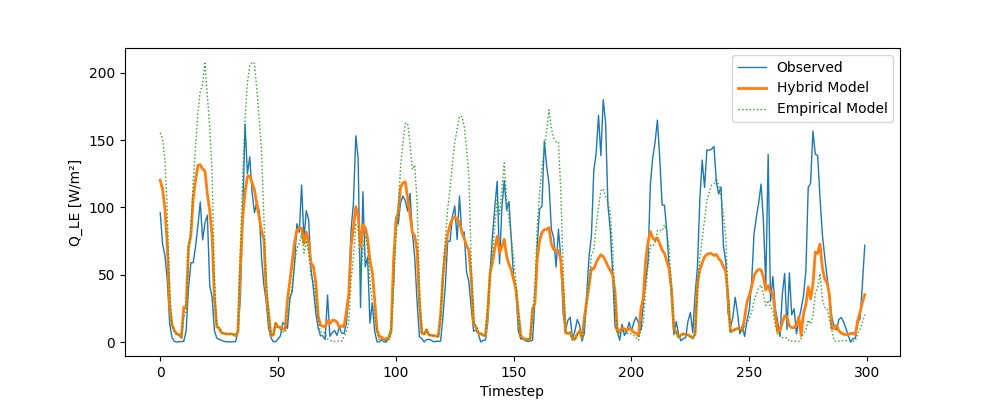 Observed
Hybrid Model
Empirical Model
Q_LE [W/m²]
200
150
100
50
0
0 50 100 150 200 250 300
Timestep